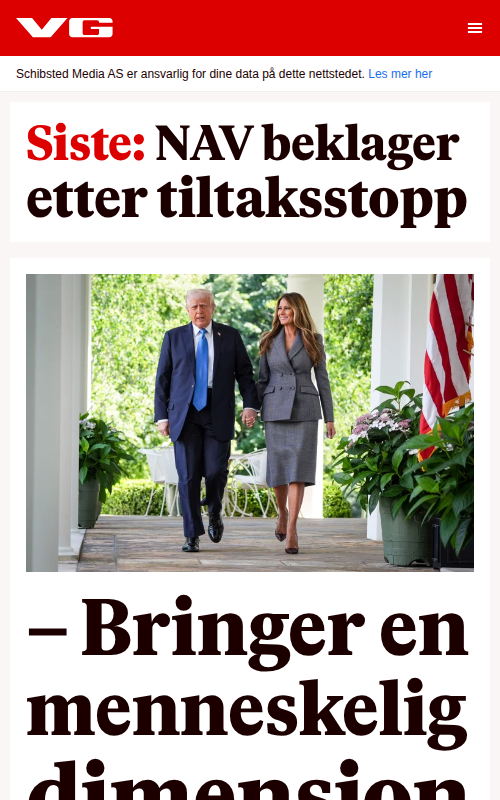 VG
Schibsted Media AS er ansvarlig for dine data på dette nettstedet. Les mer her
Siste: NAV beklager
etter tiltaksstopp
– Bringer en
menneskelig
dimensjon